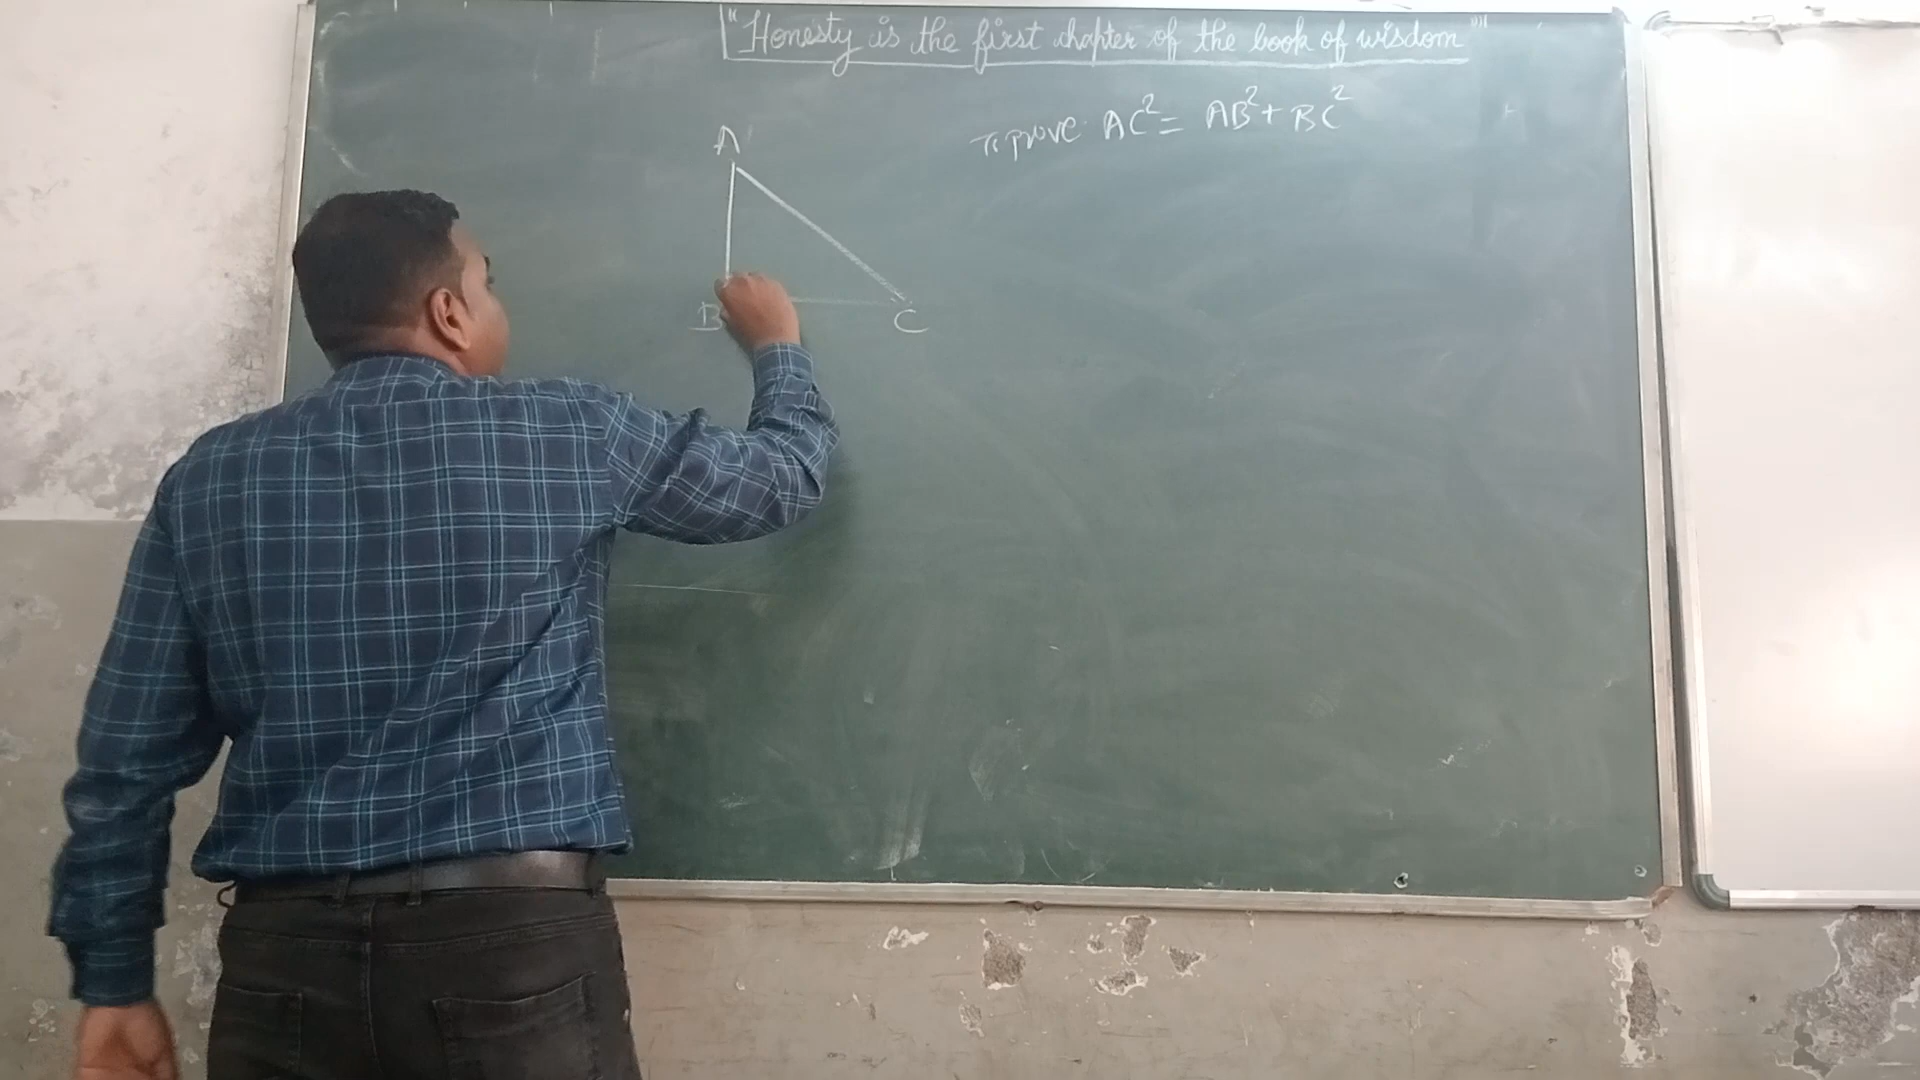 "Honesty is the first chapter of the book of wisdom"
To prove AC² = AB² + BC²
A
B
C